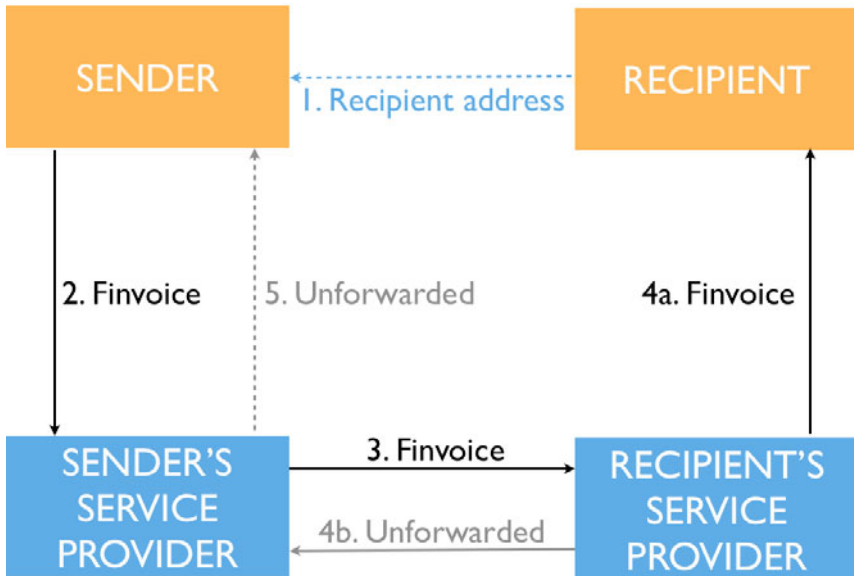 SENDER
RECIPIENT
1. Recipient address
2. Finvoice
5. Unforwarded
4a. Finvoice
SENDER'S
SERVICE
PROVIDER
3. Finvoice
4b. Unforwarded
RECIPIENT'S
SERVICE
PROVIDER